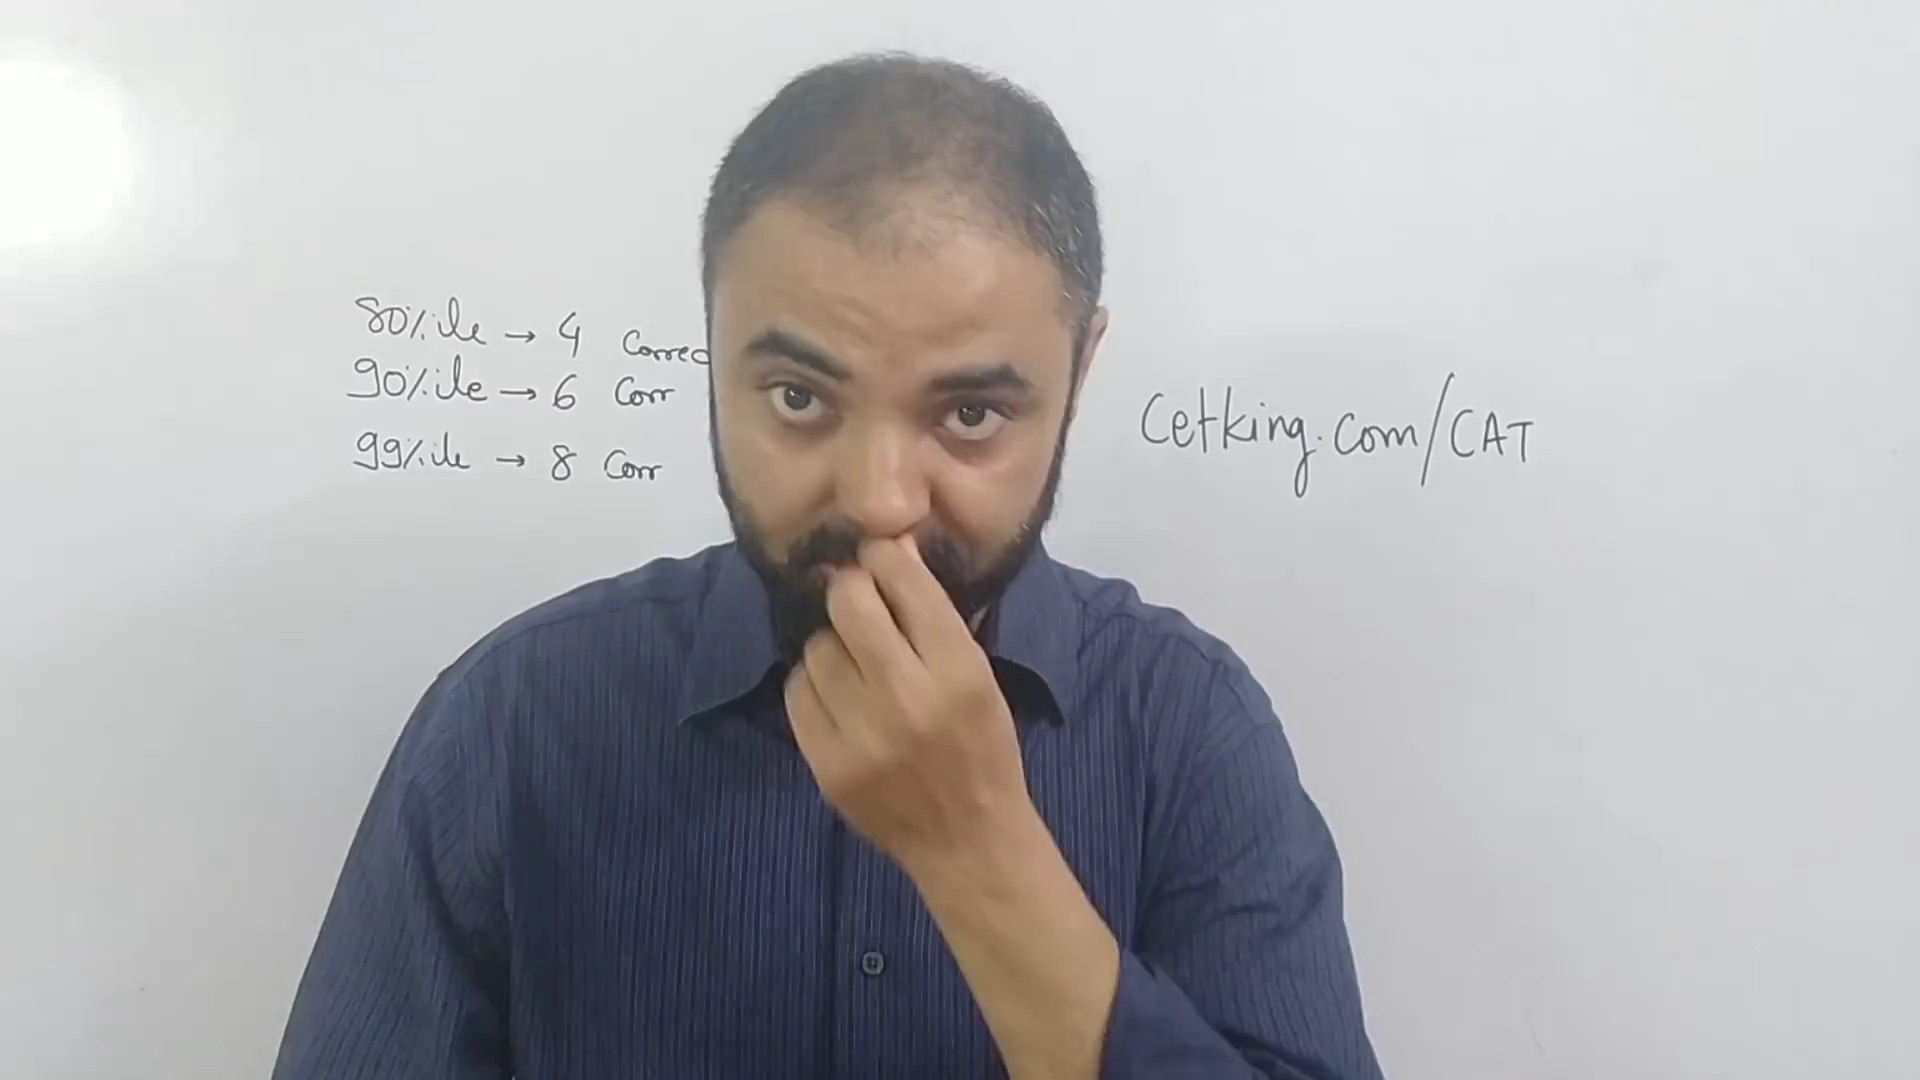 80%ile → 4 Correc
90%ile → 6 Corr
99%ile → 8 Corr
Cetking.com/CAT